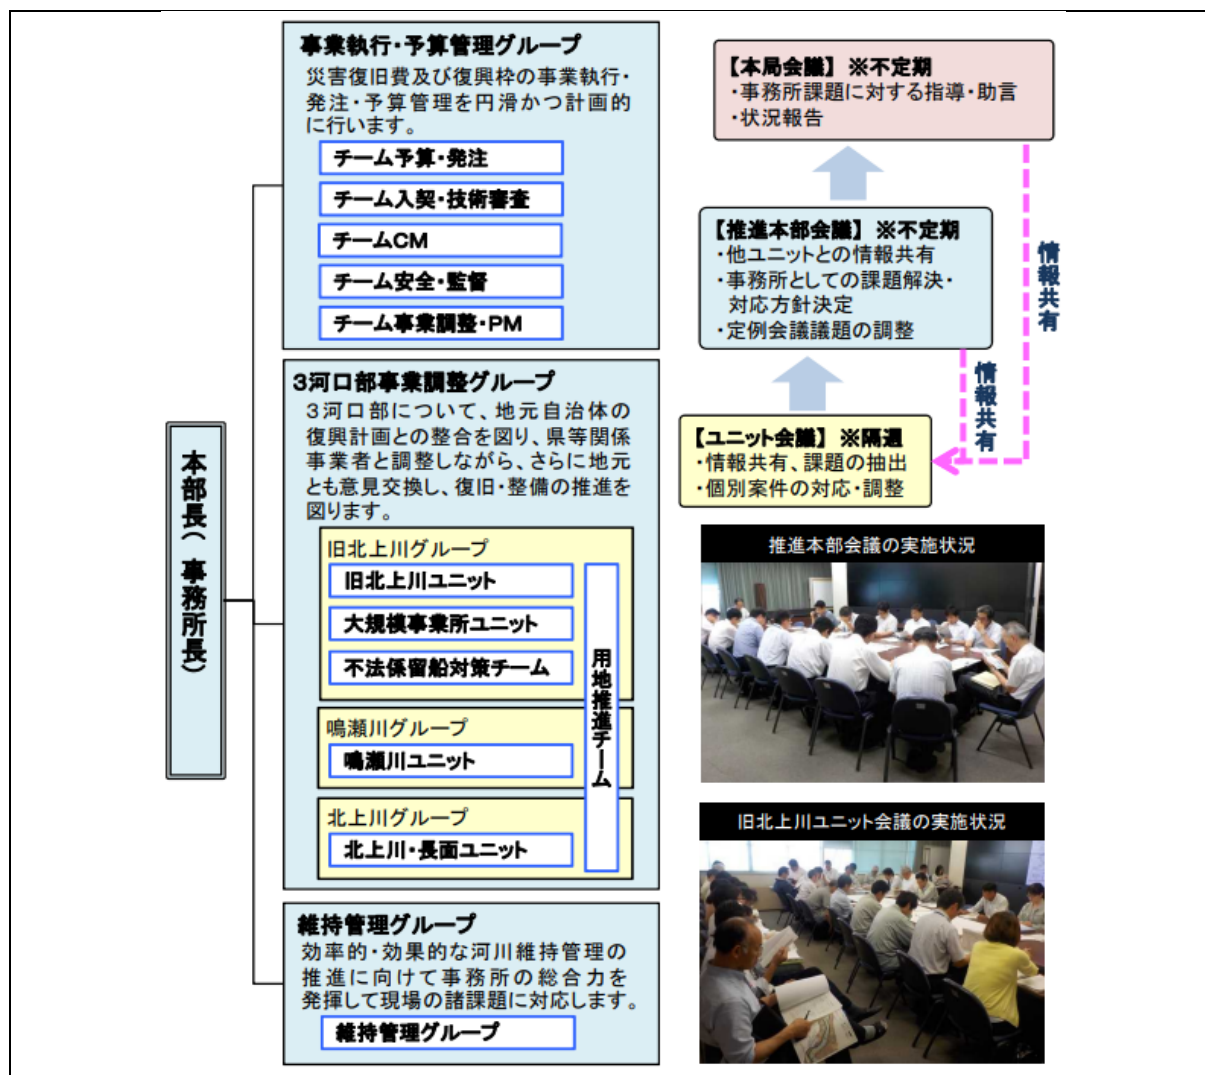 本部長（事務所長）
事業執行・予算管理グループ
災害復旧費及び復興枠の事業執行・
発注・予算管理を円滑かつ計画的
に行います。
チーム予算・発注
チーム入契・技術審査
チームCM
チーム安全・監督
チーム事業調整・PM
3河口部事業調整グループ
3河口部について、地元自治体の
復興計画との整合を図り、県等関係
事業者と調整しながら、さらに地元
とも意見交換し、復旧・整備の推進を
図ります。
旧北上川グループ
旧北上川ユニット
大規模事業所ユニット
不法係留船対策チーム
鳴瀬川グループ
鳴瀬川ユニット
北上川グループ
北上川・長面ユニット
用地推進チーム
維持管理グループ
効率的・効果的な河川維持管理の
推進に向けて事務所の総合力を
発揮して現場の諸課題に対応します。
維持管理グループ
【本局会議】 ※不定期
・事務所課題に対する指導・助言
・状況報告
【推進本部会議】 ※不定期
・他ユニットとの情報共有
・事務所としての課題解決・
対応方針決定
・定例会議議題の調整
【ユニット会議】 ※隔週
・情報共有、課題の抽出
・個別案件の対応・調整
情報共有
情報共有
推進本部会議の実施状況
旧北上川ユニット会議の実施状況